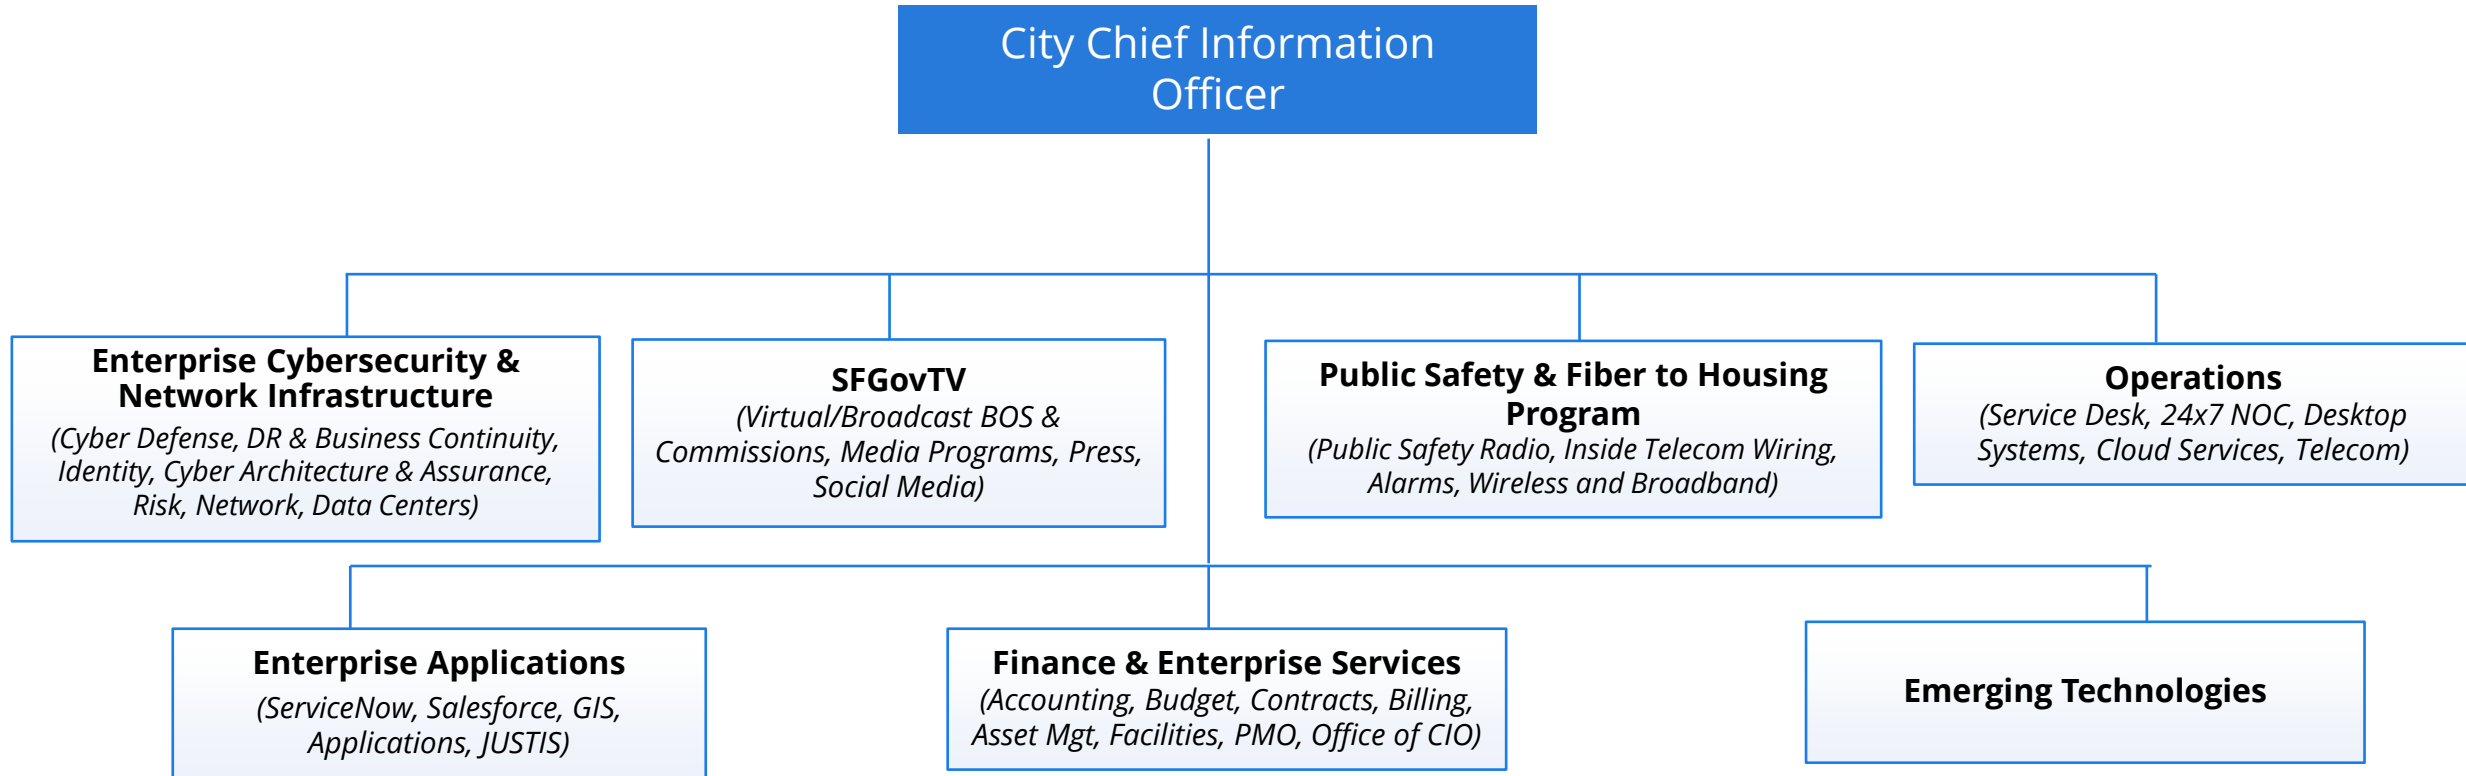 City Chief Information
Officer
Enterprise Cybersecurity &
Network Infrastructure
(Cyber Defense, DR & Business Continuity,
Identity, Cyber Architecture & Assurance,
Risk, Network, Data Centers)
SFGovTV
(Virtual/Broadcast BOS &
Commissions, Media Programs, Press,
Social Media)
Public Safety & Fiber to Housing
Program
(Public Safety Radio, Inside Telecom Wiring,
Alarms, Wireless and Broadband)
Operations
(Service Desk, 24x7 NOC, Desktop
Systems, Cloud Services, Telecom)
Enterprise Applications
(ServiceNow, Salesforce, GIS,
Applications, JUSTIS)
Finance & Enterprise Services
(Accounting, Budget, Contracts, Billing,
Asset Mgt, Facilities, PMO, Office of CIO)
Emerging Technologies